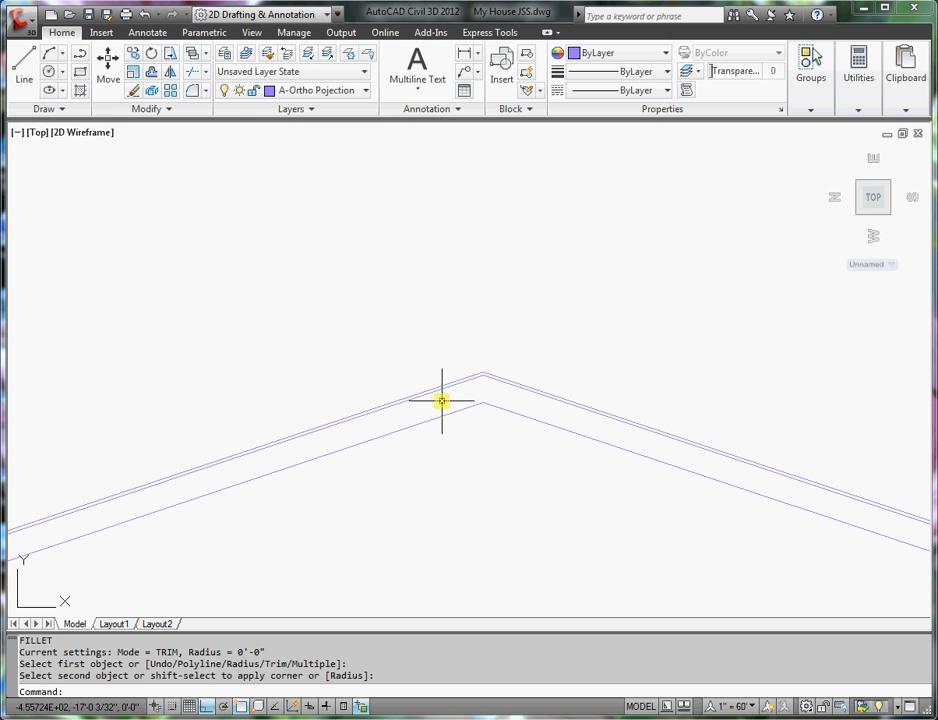 2D Drafting & Annotation
AutoCAD Civil 3D 2012
My House JSS.dwg
Type a keyword or phrase
3D
Home
Insert
Annotate
Parametric
View
Manage
Output
Online
Add-Ins
Express Tools
Line
Move
Unsaved Layer State
A-Ortho Projection
A
Multiline Text
Insert
ByLayer
ByLayer
ByLayer
ByColor
Transpare... 0
Groups
Utilities
Clipboard
Draw
Modify
Layers
Annotation
Block
Properties
[−] [Top] [2D Wireframe]
E
N
TOP
S
W
Unnamed
Y
X
Model
Layout1
Layout2
FILLET
Current settings: Mode = TRIM, Radius = 0'-0"
Select first object or [Undo/Polyline/Radius/Trim/Multiple]:
Select second object or shift-select to apply corner or [Radius]:
Command:
-4.55724E+02, -17'-0 3/32", 0'-0"
MODEL
1" = 60'